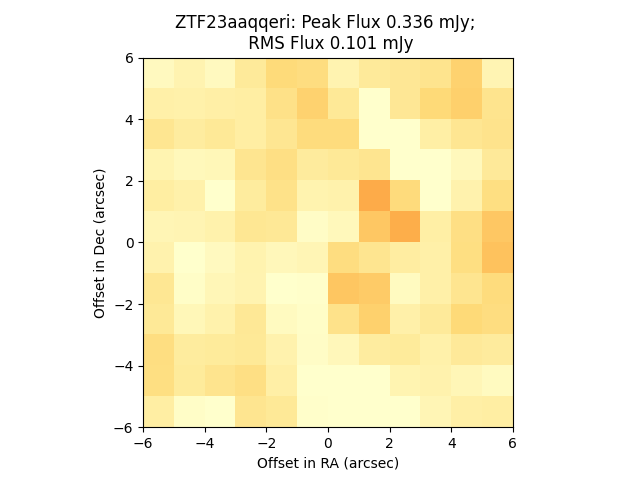 ZTF23aaqqeri: Peak Flux 0.336 mJy;
RMS Flux 0.101 mJy
6
4
2
0
−2
−4
−6
Offset in Dec (arcsec)
−6 −4 −2 0 2 4 6
Offset in RA (arcsec)